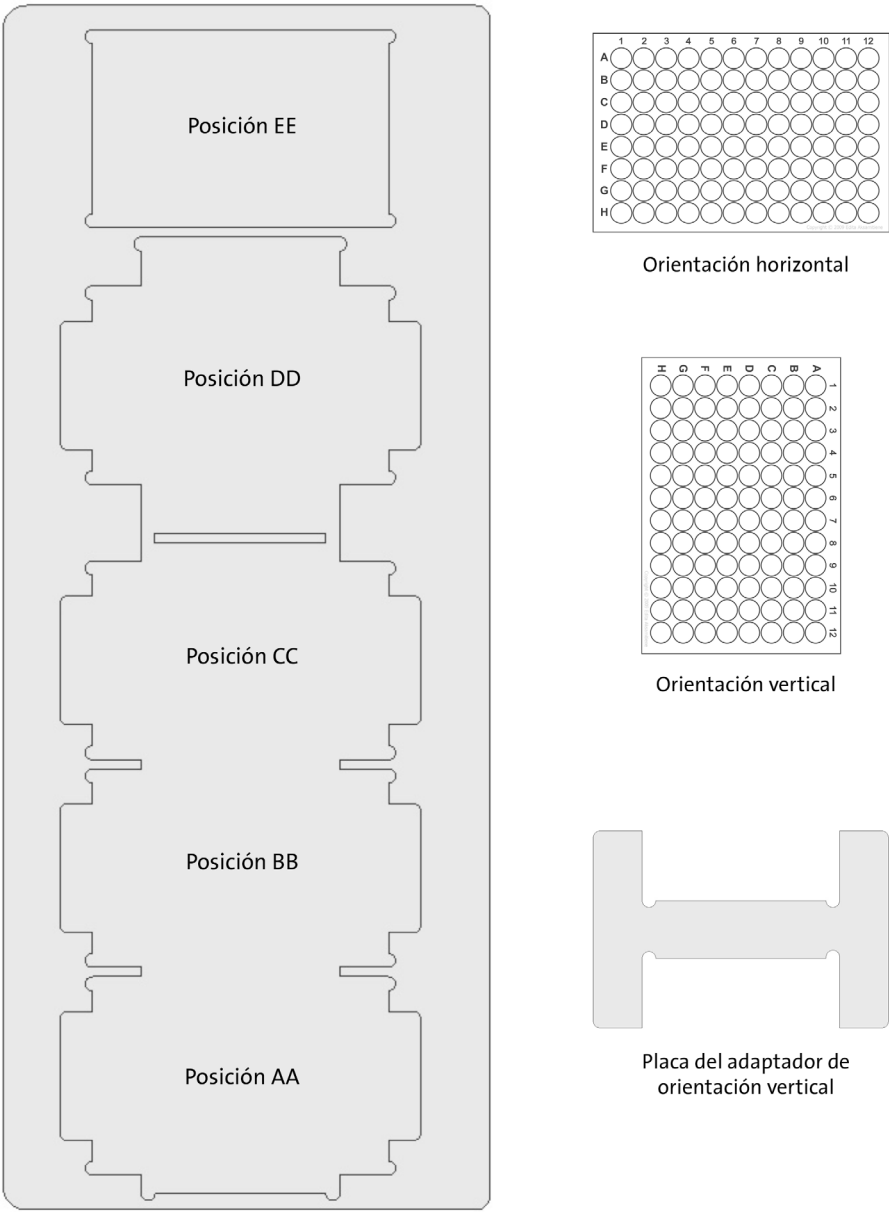 Posición EE
Posición DD
Posición CC
Posición BB
Posición AA
1 2 3 4 5 6 7 8 9 10 11 12
A
B
C
D
E
F
G
H
Orientación horizontal
H G F E D C B A
1
2
3
4
5
6
7
8
9
10
11
12
Orientación vertical
Placa del adaptador de
orientación vertical